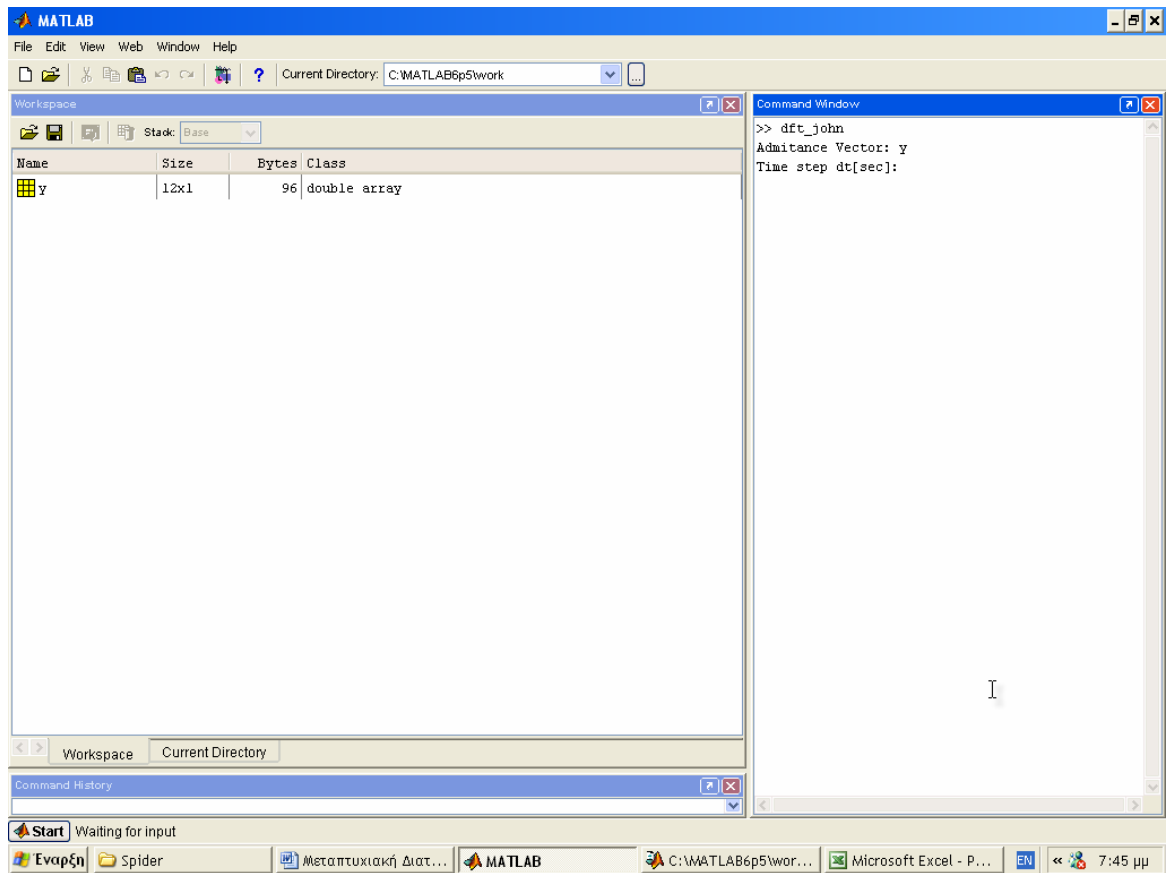 MATLAB
File Edit View Web Window Help
? Current Directory: C:\MATLAB6p5\work ...
Workspace
Stack: Base
Name Size Bytes Class
y 12x1 96 double array
Workspace Current Directory
Command History
Command Window
>> dft_john
Admitance Vector: y
Time step dt[sec]:
Start Waiting for input
Έναρξη Spider Μεταπτυχιακή Διατ... MATLAB C:\MATLAB6p5\wor... Microsoft Excel - P... EN « 7:45 μμ